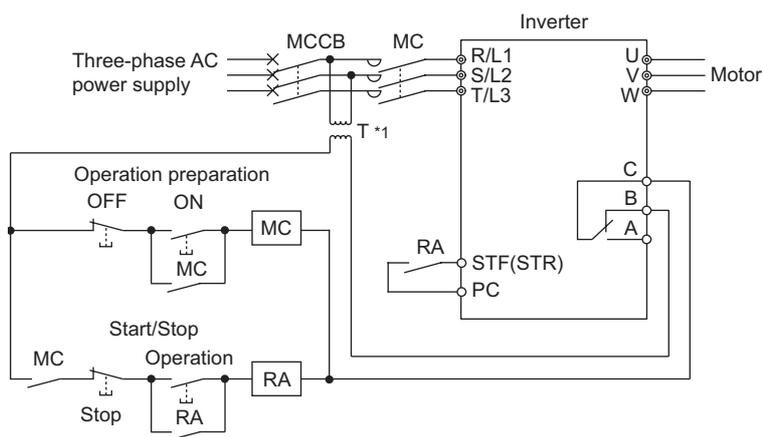 Inverter
MCCB
MC
Three-phase AC
power supply
R/L1
S/L2
T/L3
U
V
W
Motor
T *1
Operation preparation
OFF
ON
MC
MC
C
B
A
RA
STF(STR)
PC
Start/Stop
MC
Operation
RA
Stop
RA